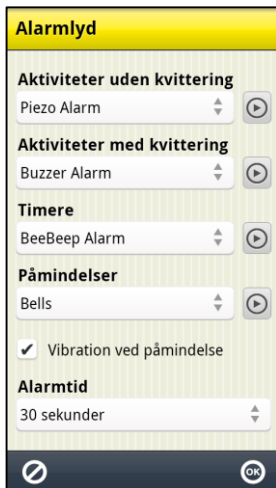 Alarmlyd
Aktiviteter uden kvittering
Piezo Alarm
Aktiviteter med kvittering
Buzzer Alarm
Timere
BeeBeep Alarm
Påmindelser
Bells
Vibration ved påmindelse
Alarmtid
30 sekunder
OK